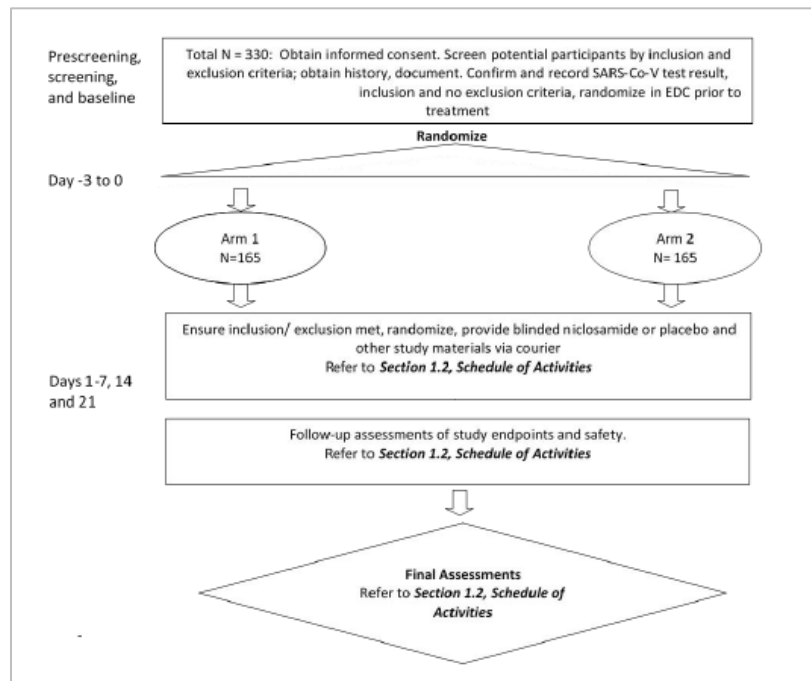 Prescreening,
screening,
and baseline
Total N = 330: Obtain informed consent. Screen potential participants by inclusion and
exclusion criteria; obtain history, document. Confirm and record SARS-Co-V test result,
inclusion and no exclusion criteria, randomize in EDC prior to
treatment
Randomize
Day -3 to 0
Arm 1
N=165
Arm 2
N= 165
Ensure inclusion/ exclusion met, randomize, provide blinded niclosamide or placebo and
other study materials via courier
Refer to Section 1.2, Schedule of Activities
Days 1-7, 14
and 21
Follow-up assessments of study endpoints and safety.
Refer to Section 1.2, Schedule of Activities
Final Assessments
Refer to Section 1.2, Schedule of
Activities
-